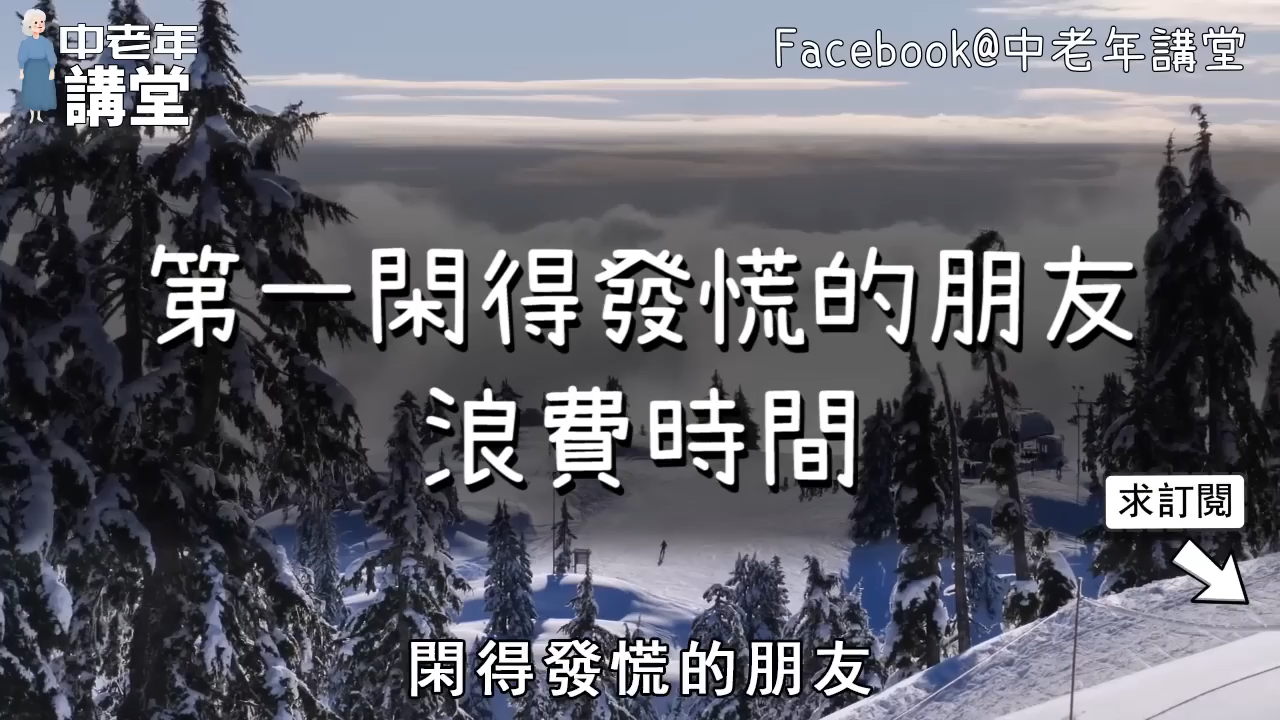 中老年
講堂
Facebook@中老年講堂
第一閑得發慌的朋友
浪費時間
求訂閱
閑得發慌的朋友